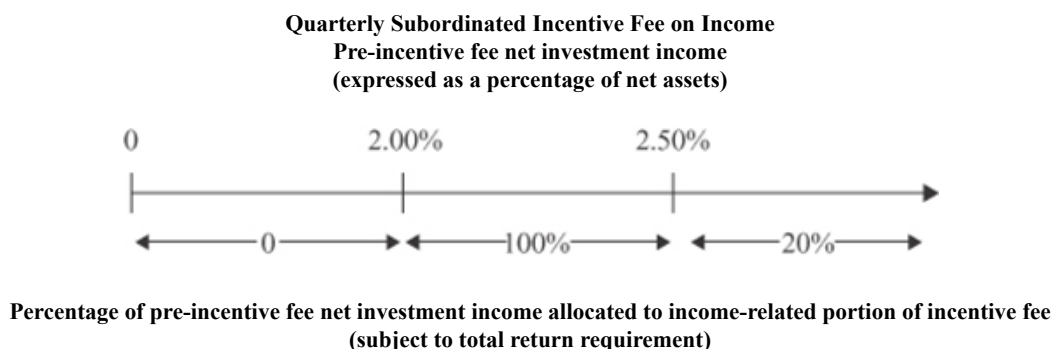 Quarterly Subordinated Incentive Fee on Income
Pre-incentive fee net investment income
(expressed as a percentage of net assets)
0 2.00% 2.50%
0 100% 20%
Percentage of pre-incentive fee net investment income allocated to income-related portion of incentive fee
(subject to total return requirement)